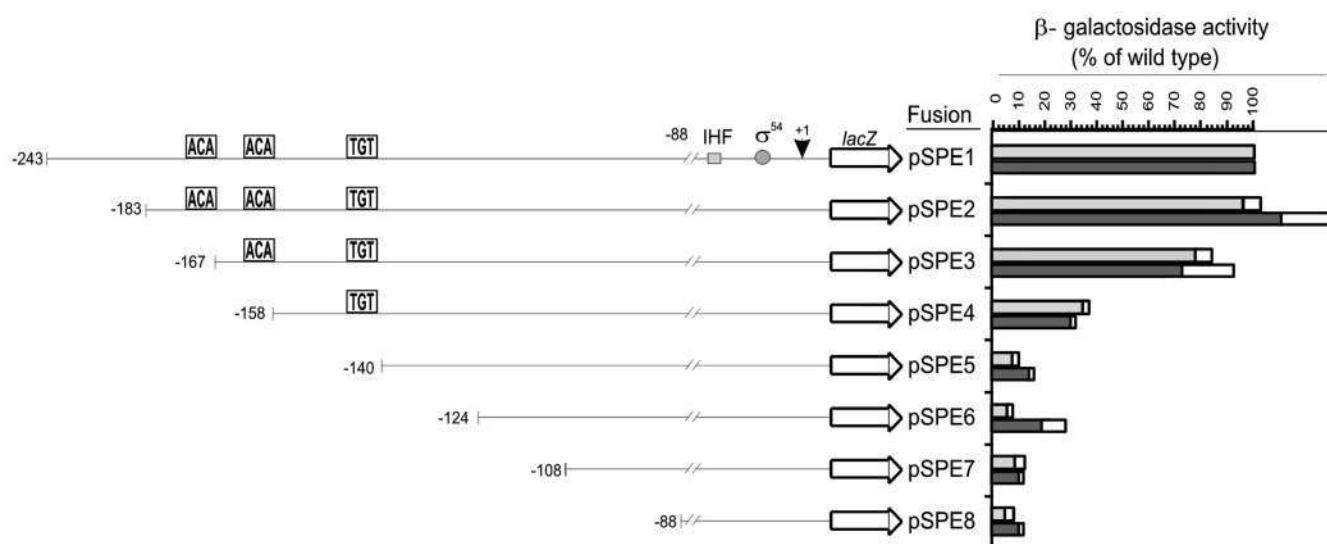 β- galactosidase activity
(% of wild type)
0 10 20 30 40 50 60 70 80 90 100
Fusion
-243 ACA ACA TGT -88 IHF σ54 +1 lacZ pSPE1
-183 ACA ACA TGT pSPE2
-167 ACA TGT pSPE3
-158 TGT pSPE4
-140 pSPE5
-124 pSPE6
-108 pSPE7
-88 pSPE8